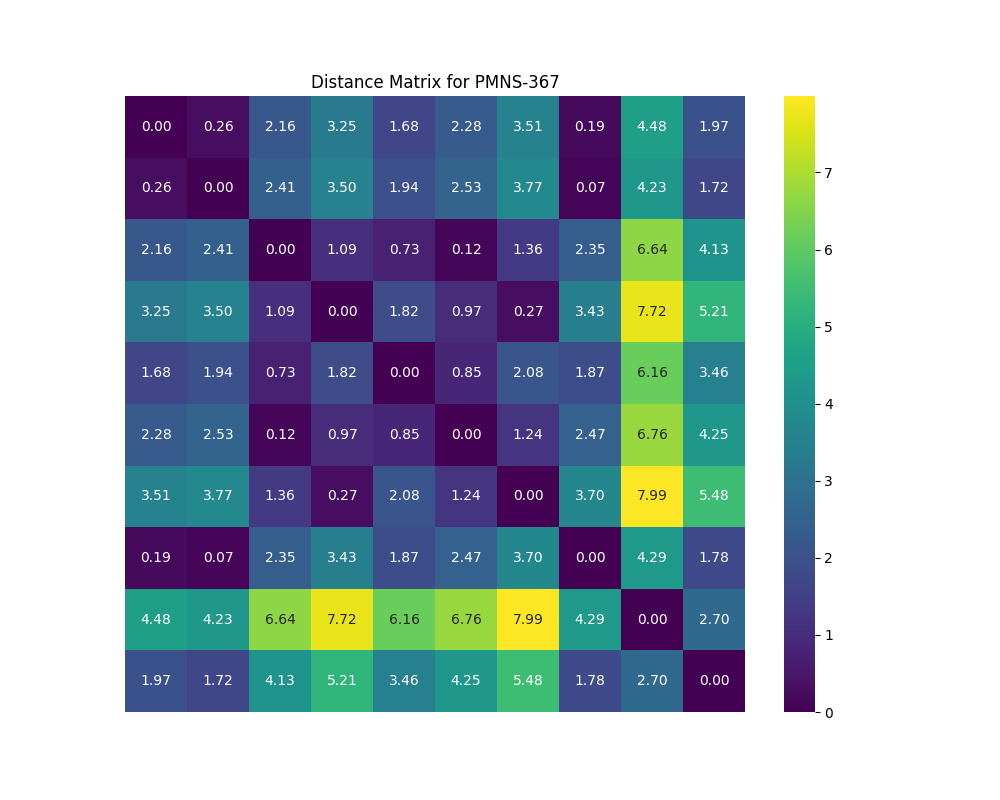 Distance Matrix for PMNS-367
0.00 0.26 2.16 3.25 1.68 2.28 3.51 0.19 4.48 1.97
0.26 0.00 2.41 3.50 1.94 2.53 3.77 0.07 4.23 1.72
2.16 2.41 0.00 1.09 0.73 0.12 1.36 2.35 6.64 4.13
3.25 3.50 1.09 0.00 1.82 0.97 0.27 3.43 7.72 5.21
1.68 1.94 0.73 1.82 0.00 0.85 2.08 1.87 6.16 3.46
2.28 2.53 0.12 0.97 0.85 0.00 1.24 2.47 6.76 4.25
3.51 3.77 1.36 0.27 2.08 1.24 0.00 3.70 7.99 5.48
0.19 0.07 2.35 3.43 1.87 2.47 3.70 0.00 4.29 1.78
4.48 4.23 6.64 7.72 6.16 6.76 7.99 4.29 0.00 2.70
1.97 1.72 4.13 5.21 3.46 4.25 5.48 1.78 2.70 0.00
7
6
5
4
3
2
1
0